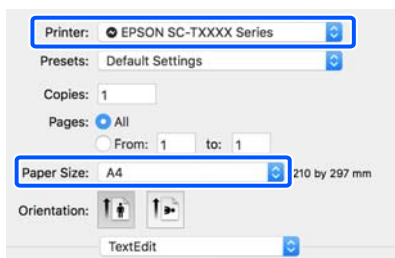 Printer: EPSON SC-TXXXX Series
Presets: Default Settings
Copies: 1
Pages: All
From: 1 to: 1
Paper Size: A4 210 by 297 mm
Orientation:
TextEdit